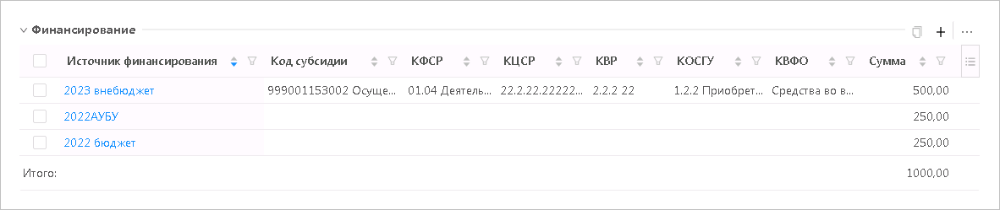 Финансирование
Источник финансирования Код субсидии КФСР КЦСР КВР КОСГУ КВФО Сумма
2023 внебюджет 999001153002 Осуще... 01.04 Деятель... 22.2.22.22222... 2.2.2 22 1.2.2 Приобрет... Средства во в... 500,00
2022АУБУ 250,00
2022 бюджет 250,00
Итого: 1000,00